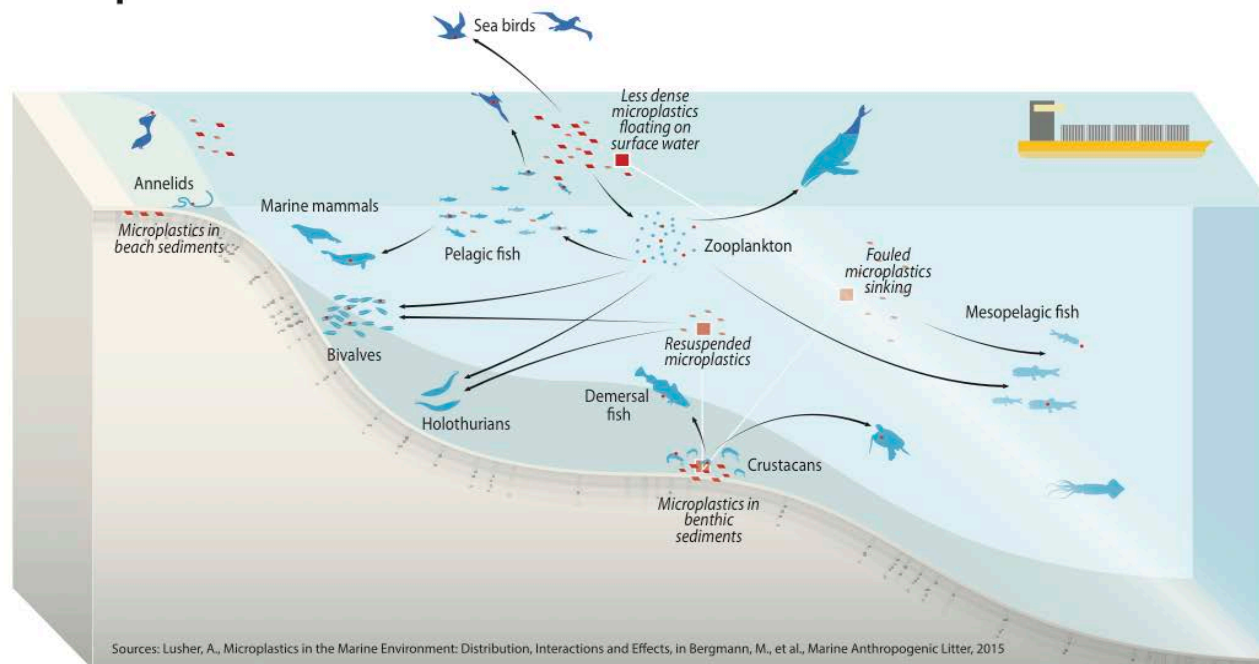 Sea birds
Less dense
microplastics
floating on
surface water
Annelids
Microplastics in
beach sediments
Marine mammals
Pelagic fish
Zooplankton
Fouled
microplastics
sinking
Mesopelagic fish
Resuspended
microplastics
Bivalves
Holothurians
Demersal
fish
Crustacans
Microplastics in
benthic
sediments
Sources: Lusher, A., Microplastics in the Marine Environment: Distribution, Interactions and Effects, in Bergmann, M., et al., Marine Anthropogenic Litter, 2015